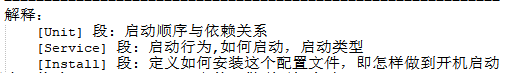 解释：
[Unit] 段：启动顺序与依赖关系
[Service] 段：启动行为,如何启动，启动类型
[Install] 段：定义如何安装这个配置文件，即怎样做到开机启动